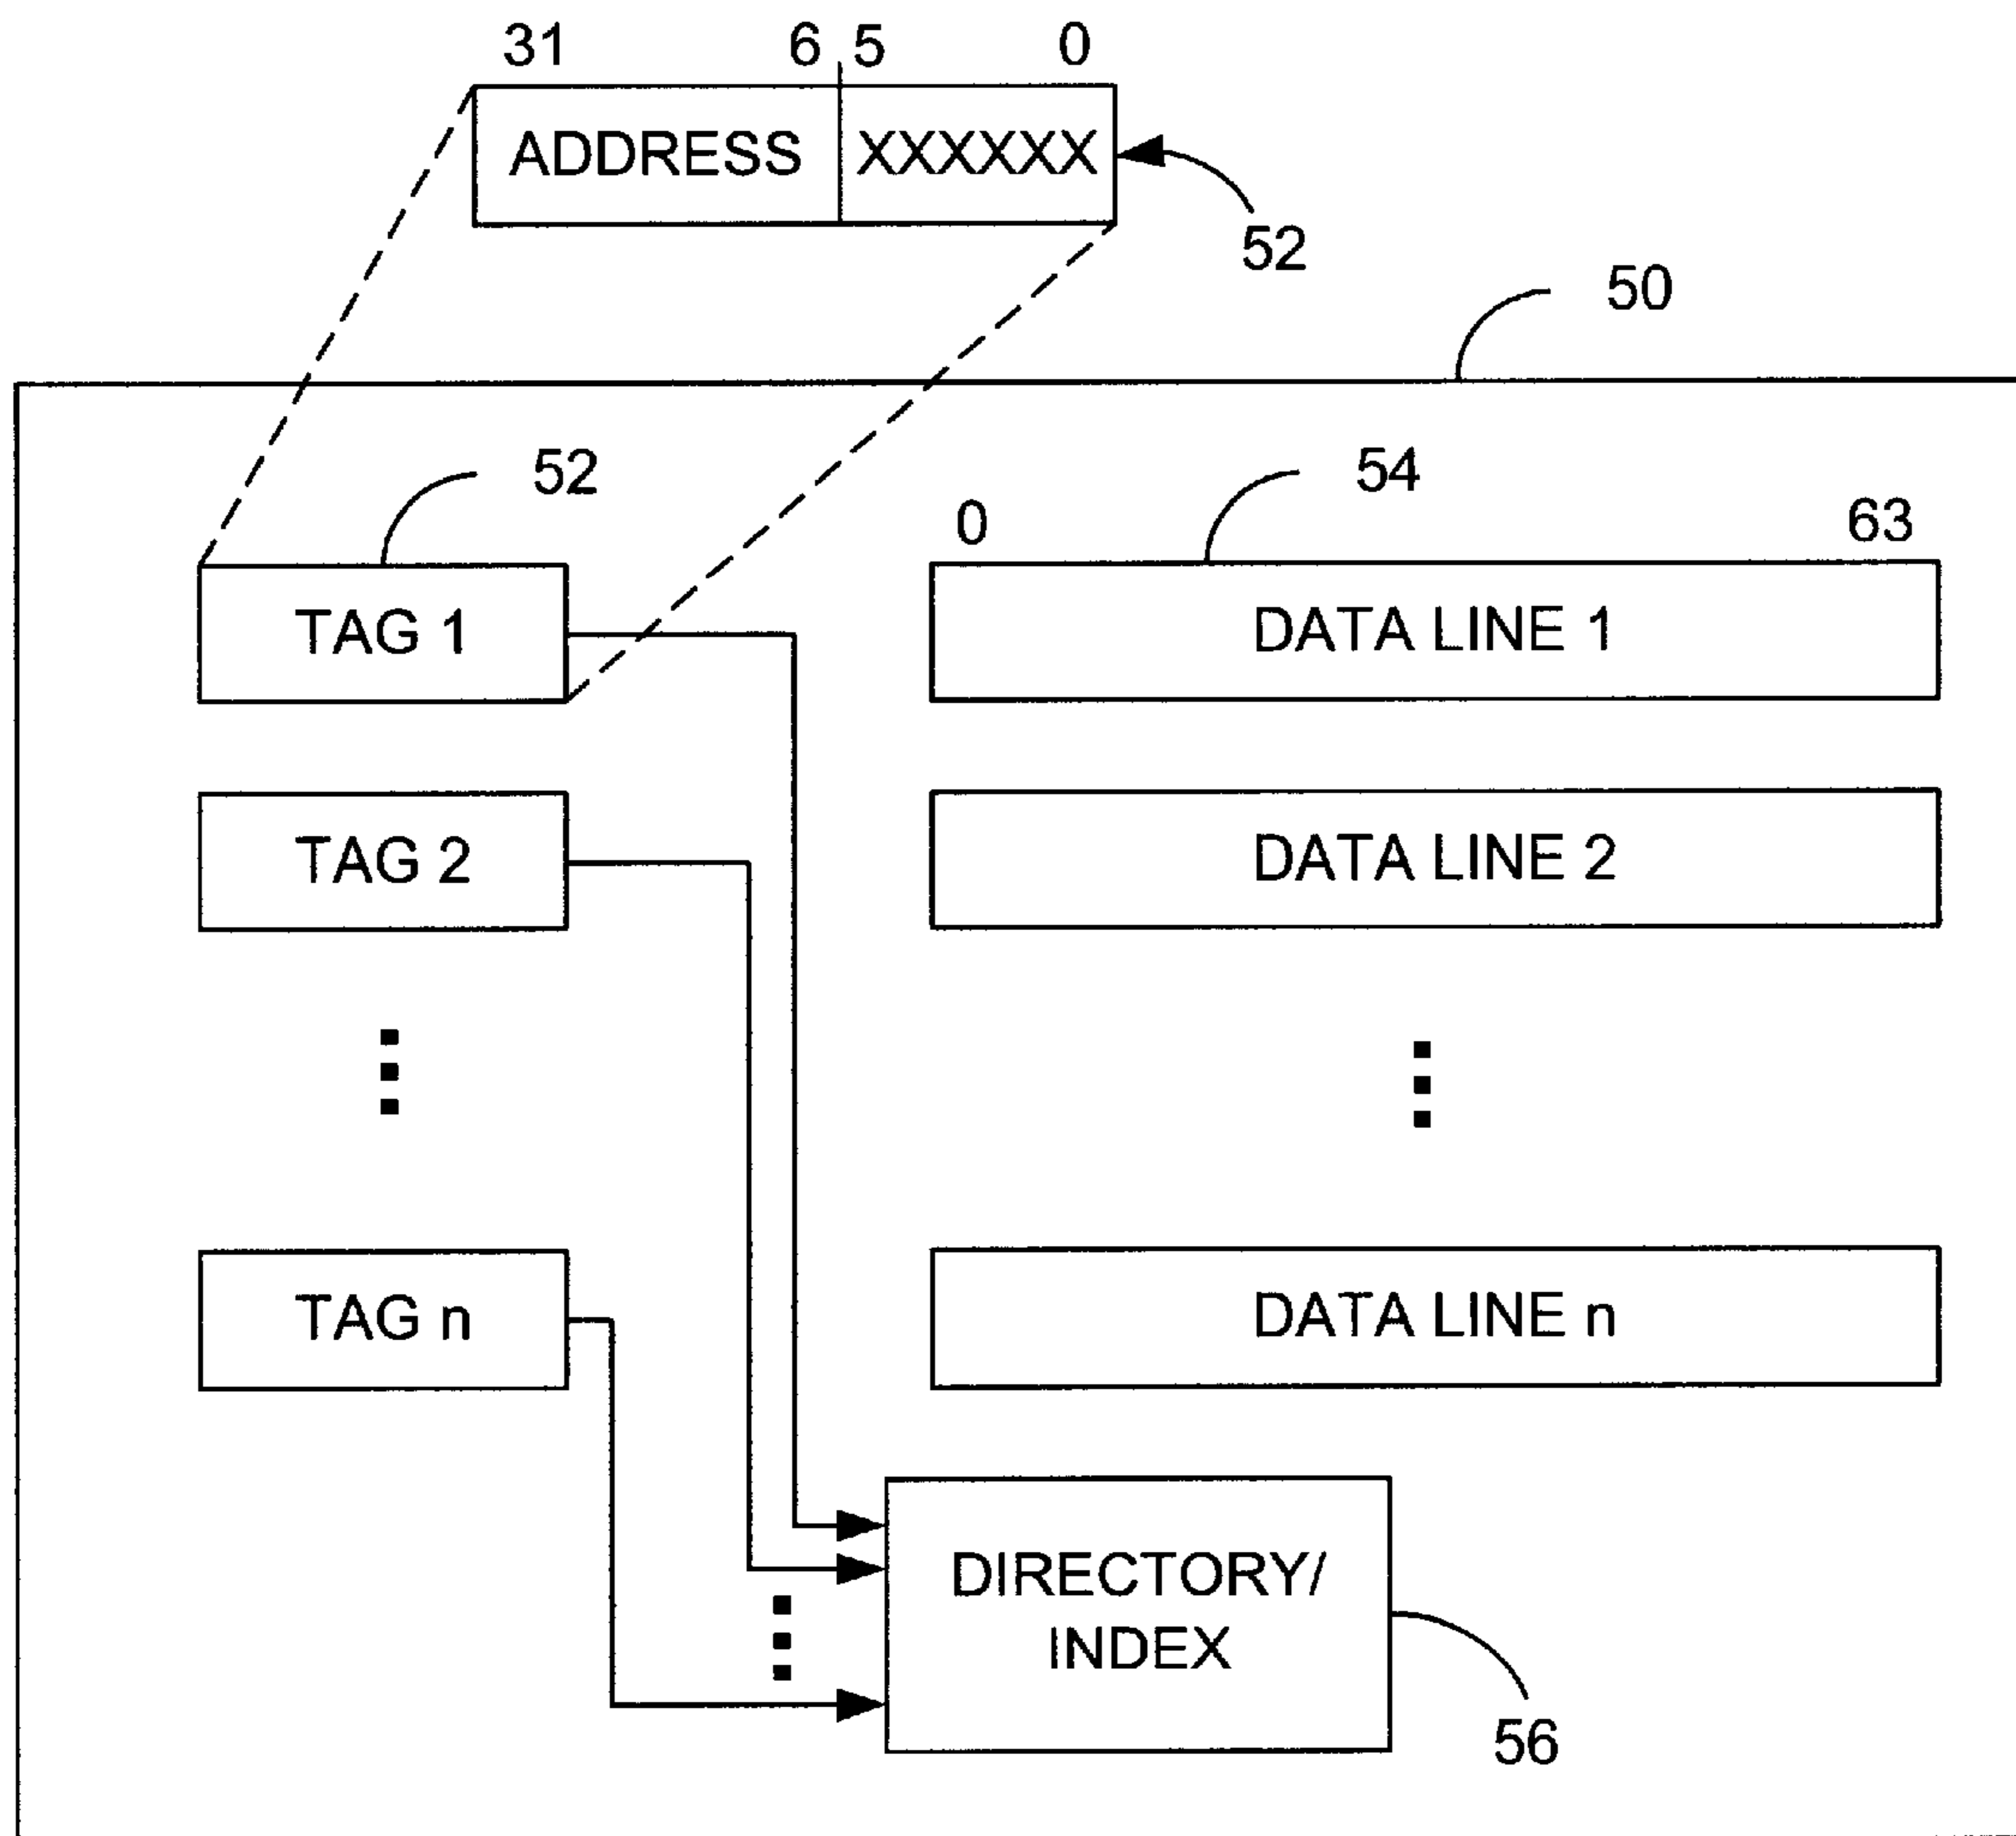 31 6 5 0
ADDRESS XXXXXX
52
50
52
54
0 63
TAG 1
DATA LINE 1
TAG 2
DATA LINE 2
TAG n
DATA LINE n
DIRECTORY/
INDEX
56